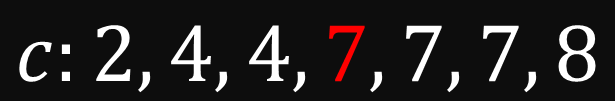 c: 2, 4, 4, 7, 7, 7, 8